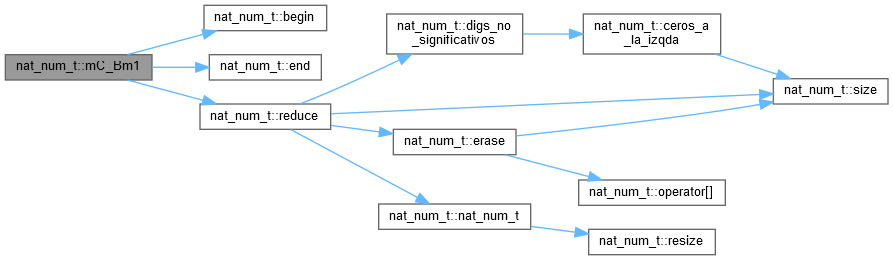 nat_num_t::mC_Bm1
nat_num_t::begin
nat_num_t::end
nat_num_t::reduce
nat_num_t::digs_no
_significativos
nat_num_t::ceros_a
_la_izqda
nat_num_t::size
nat_num_t::erase
nat_num_t::operator[]
nat_num_t::nat_num_t
nat_num_t::resize